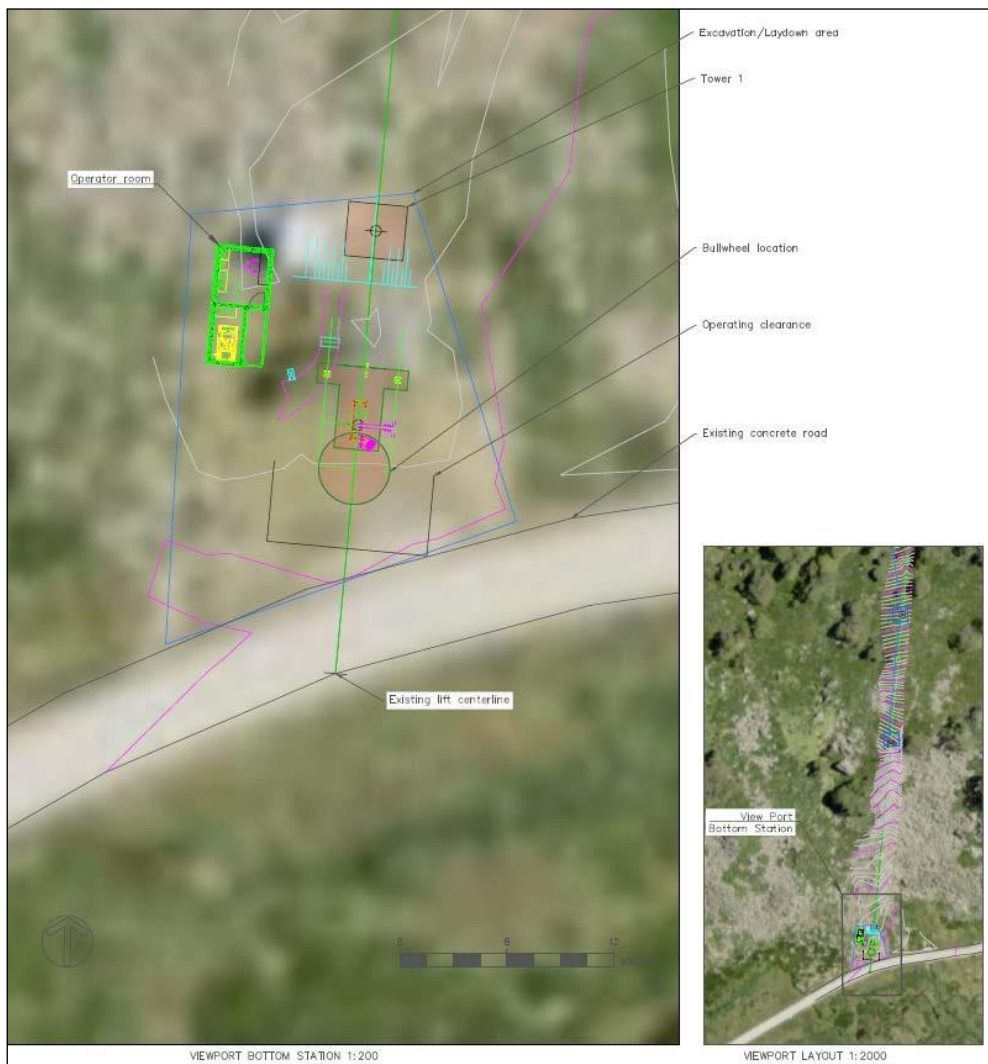 Excavation/Laydown area
Tower 1
Operator room
Bullwheel location
Operating clearance
Existing concrete road
Existing lift centerline
View Port
Bottom Station
0
6
12
VIEWPORT BOTTOM STATION 1:200
VIEWPORT LAYOUT 1:2000